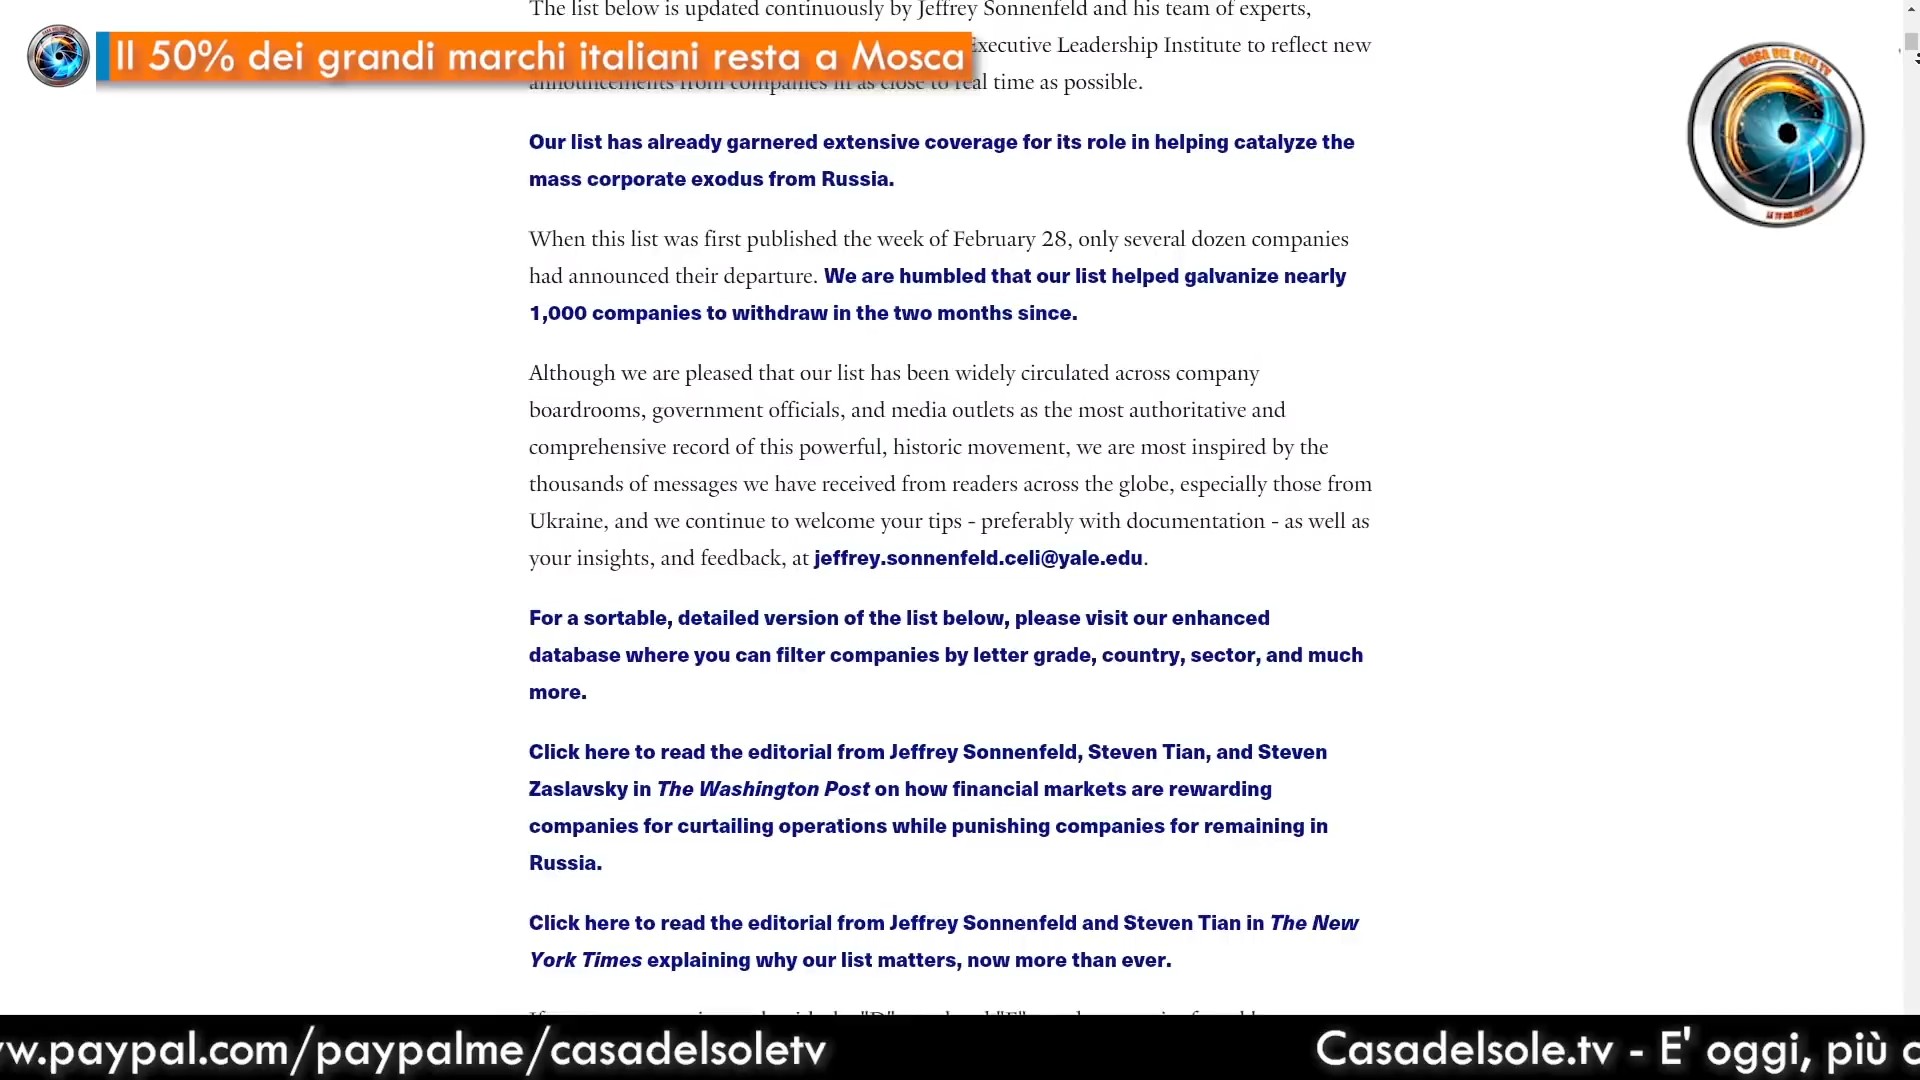 The list below is updated continuously by Jeffrey Sonnenfeld and his team of experts,
Il 50% dei grandi marchi italiani resta a Mosca
Executive Leadership Institute to reflect new
announcements from companies in as close to real time as possible.
CASA DEL SOLE TV
Our list has already garnered extensive coverage for its role in helping catalyze the
mass corporate exodus from Russia.
When this list was first published the week of February 28, only several dozen companies
had announced their departure. We are humbled that our list helped galvanize nearly
1,000 companies to withdraw in the two months since.
Although we are pleased that our list has been widely circulated across company
boardrooms, government officials, and media outlets as the most authoritative and
comprehensive record of this powerful, historic movement, we are most inspired by the
thousands of messages we have received from readers across the globe, especially those from
Ukraine, and we continue to welcome your tips - preferably with documentation - as well as
your insights, and feedback, at jeffrey.sonnenfeld.celi@yale.edu.
For a sortable, detailed version of the list below, please visit our enhanced
database where you can filter companies by letter grade, country, sector, and much
more.
Click here to read the editorial from Jeffrey Sonnenfeld, Steven Tian, and Steven
Zaslavsky in The Washington Post on how financial markets are rewarding
companies for curtailing operations while punishing companies for remaining in
Russia.
Click here to read the editorial from Jeffrey Sonnenfeld and Steven Tian in The New
York Times explaining why our list matters, now more than ever.
w.paypal.com/paypalme/casadelsoletv
Casadelsole.tv - E' oggi, più